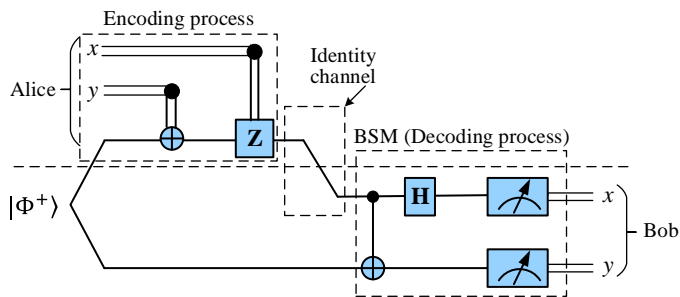 Encoding process
x
Identity
channel
y
Alice
Z
BSM (Decoding process)
|Φ⁺⟩
H
x
Bob
y